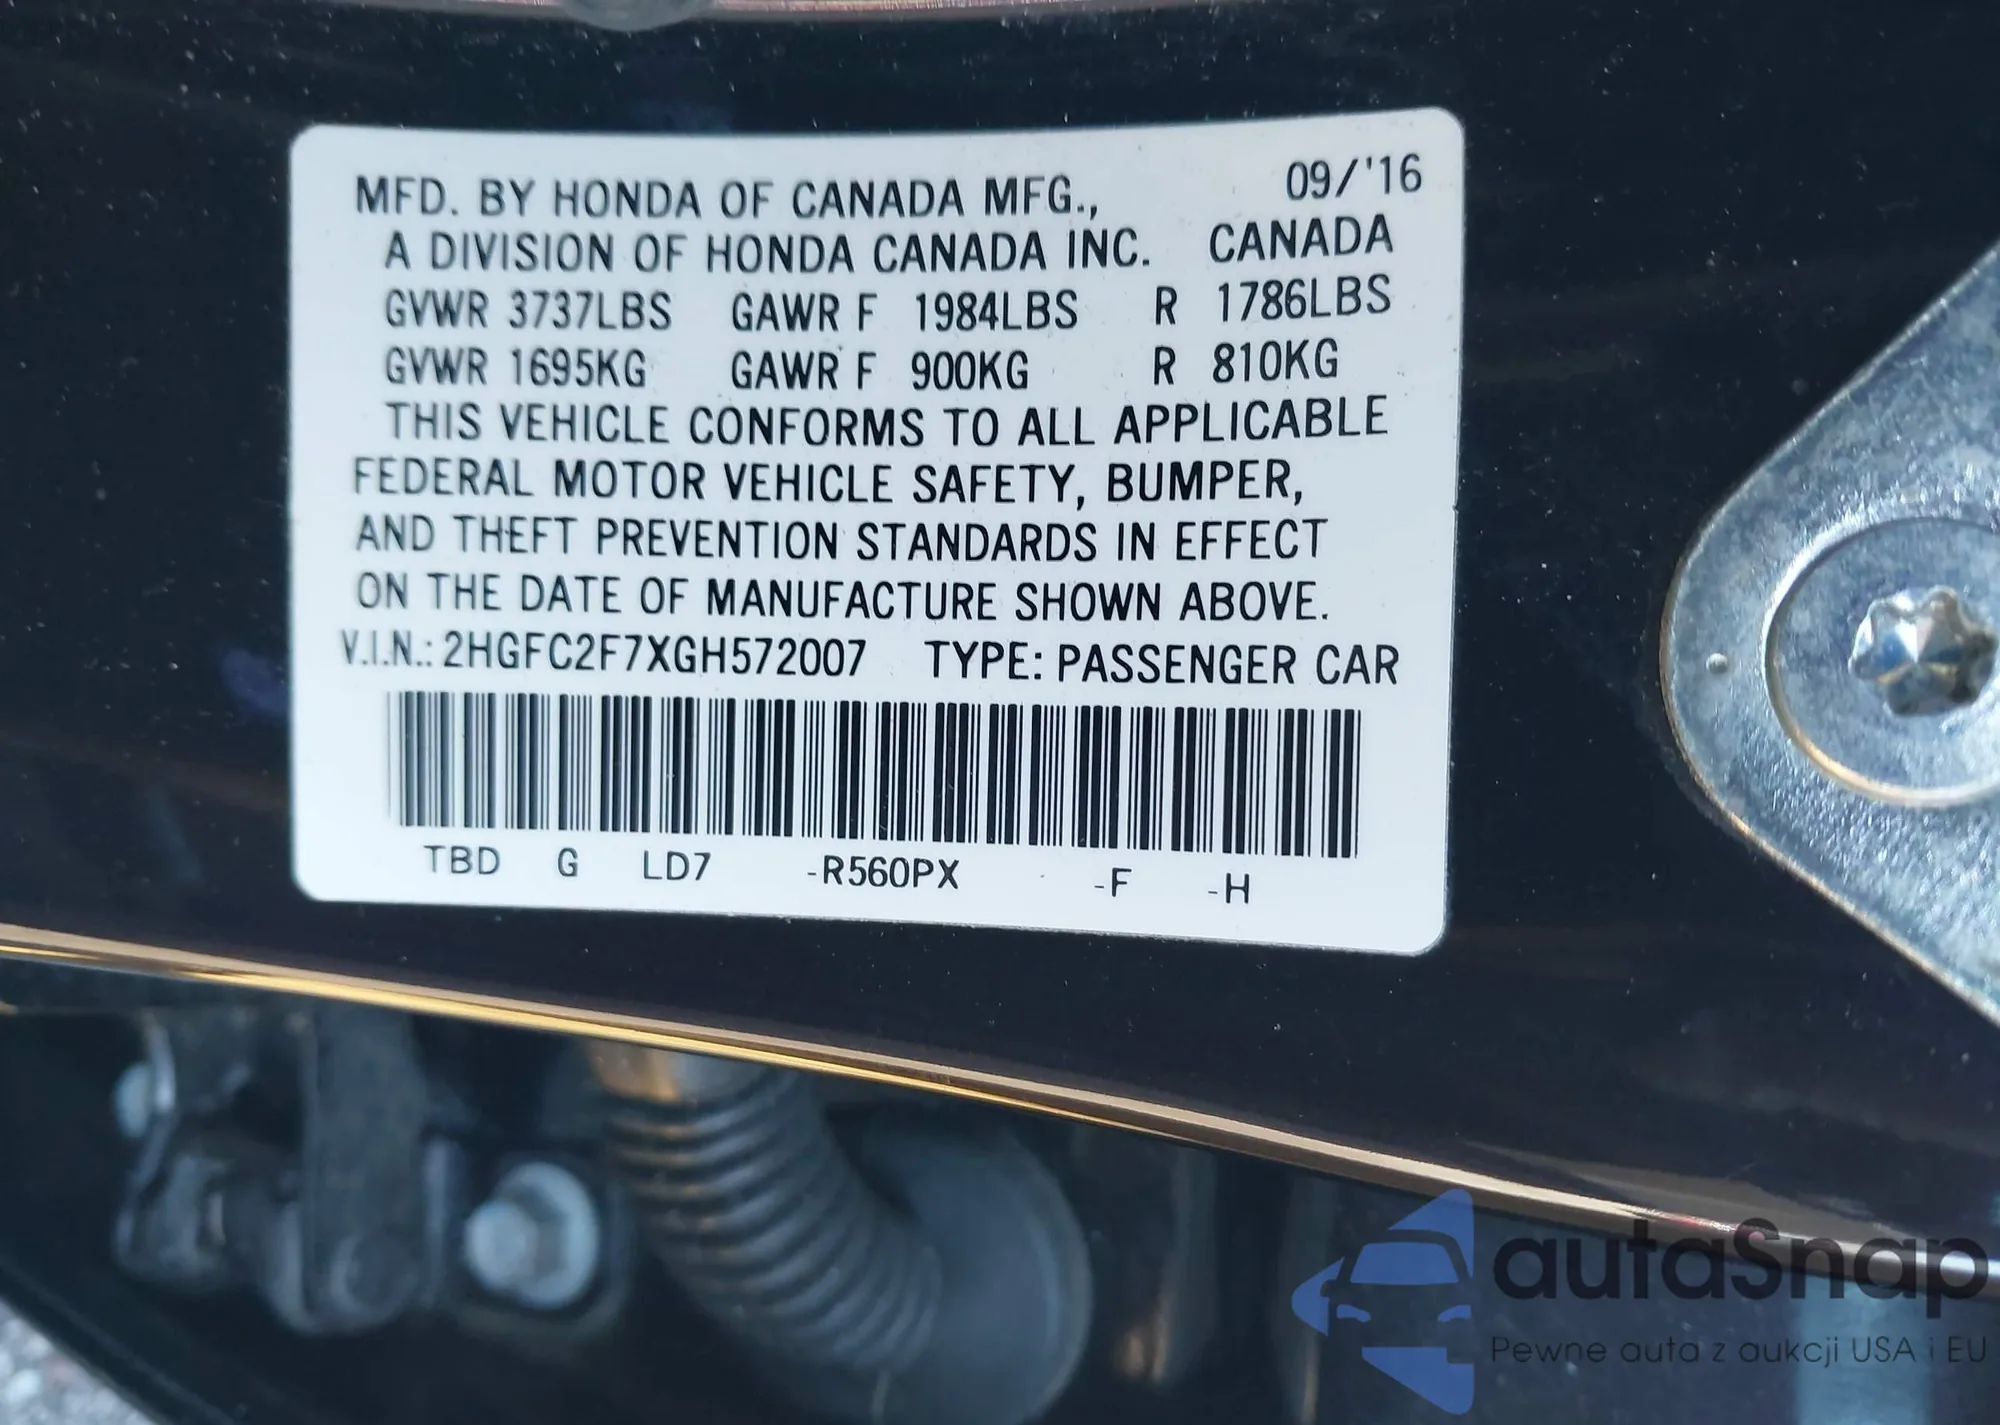 MFD. BY HONDA OF CANADA MFG., 09/'16
A DIVISION OF HONDA CANADA INC. CANADA
GVWR 3737LBS GAWR F 1984LBS R 1786LBS
GVWR 1695KG GAWR F 900KG R 810KG
THIS VEHICLE CONFORMS TO ALL APPLICABLE
FEDERAL MOTOR VEHICLE SAFETY, BUMPER,
AND THEFT PREVENTION STANDARDS IN EFFECT
ON THE DATE OF MANUFACTURE SHOWN ABOVE.
V.I.N.: 2HGFC2F7XGH572007 TYPE: PASSENGER CAR
TBD G LD7 -R560PX -F -H
autaSnap
Pewne auta z aukcji USA i EU